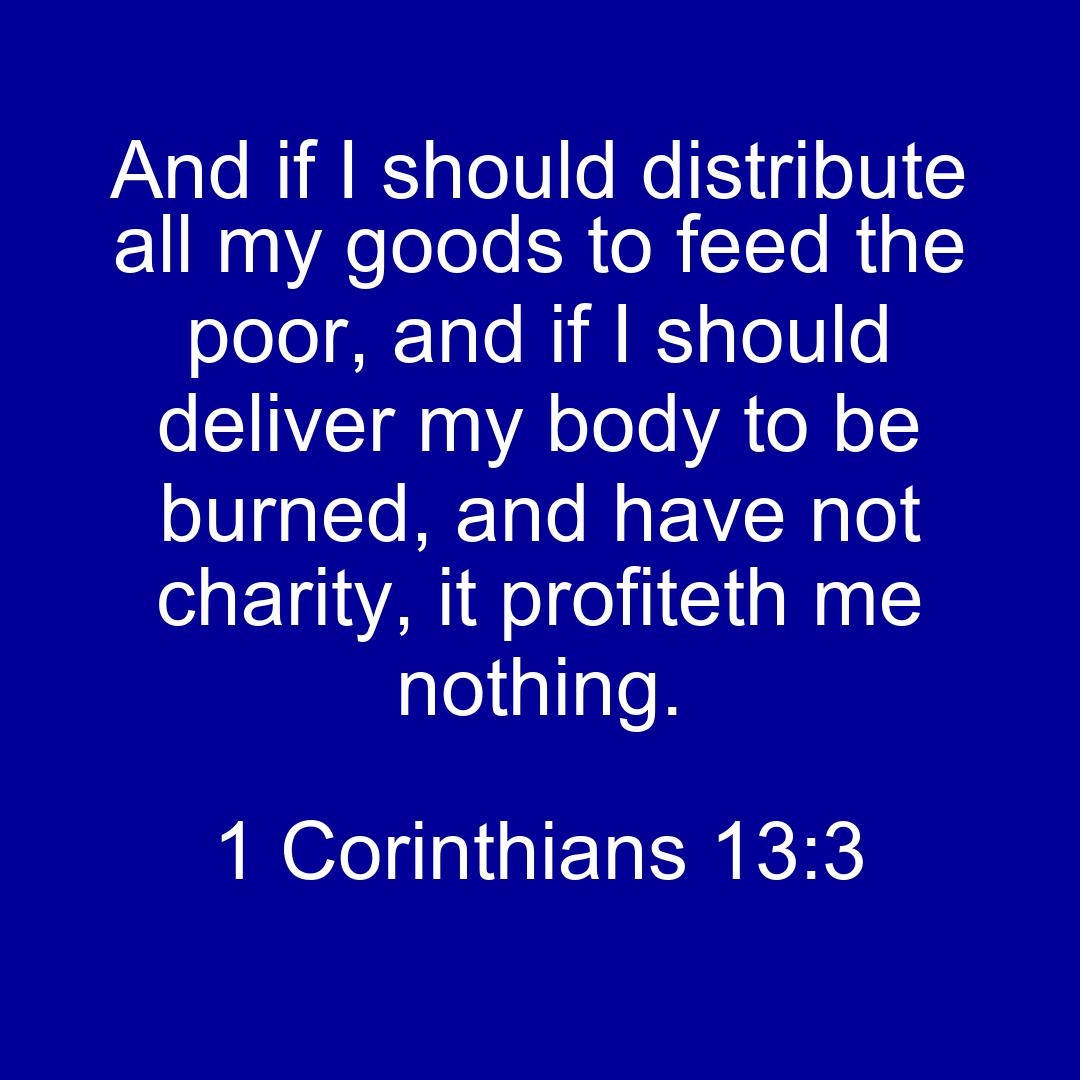 And if I should distribute
all my goods to feed the
poor, and if I should
deliver my body to be
burned, and have not
charity, it profiteth me
nothing.
1 Corinthians 13:3